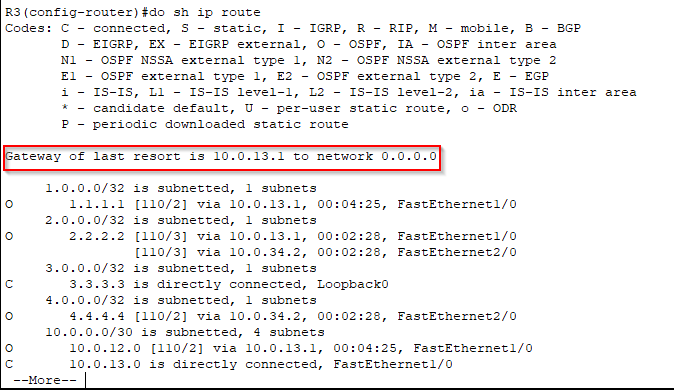 R3(config-router)#do sh ip route
Codes: C - connected, S - static, I - IGRP, R - RIP, M - mobile, B - BGP
       D - EIGRP, EX - EIGRP external, O - OSPF, IA - OSPF inter area
       N1 - OSPF NSSA external type 1, N2 - OSPF NSSA external type 2
       E1 - OSPF external type 1, E2 - OSPF external type 2, E - EGP
       i - IS-IS, L1 - IS-IS level-1, L2 - IS-IS level-2, ia - IS-IS inter area
       * - candidate default, U - per-user static route, o - ODR
       P - periodic downloaded static route
Gateway of last resort is 10.0.13.1 to network 0.0.0.0
     1.0.0.0/32 is subnetted, 1 subnets
O       1.1.1.1 [110/2] via 10.0.13.1, 00:04:25, FastEthernet1/0
     2.0.0.0/32 is subnetted, 1 subnets
O       2.2.2.2 [110/3] via 10.0.13.1, 00:02:28, FastEthernet1/0
                [110/3] via 10.0.34.2, 00:02:28, FastEthernet2/0
     3.0.0.0/32 is subnetted, 1 subnets
C       3.3.3.3 is directly connected, Loopback0
     4.0.0.0/32 is subnetted, 1 subnets
O       4.4.4.4 [110/2] via 10.0.34.2, 00:02:28, FastEthernet2/0
     10.0.0.0/30 is subnetted, 4 subnets
O       10.0.12.0 [110/2] via 10.0.13.1, 00:04:25, FastEthernet1/0
C       10.0.13.0 is directly connected, FastEthernet1/0
 --More--